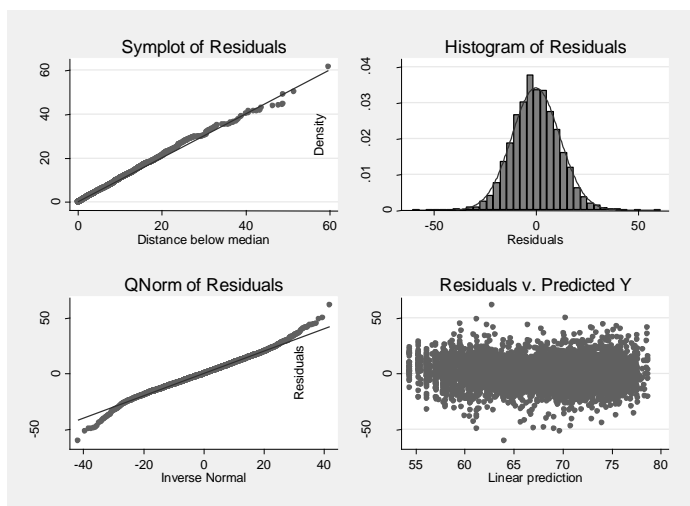 Symplot of Residuals
60
40
20
0
0 20 40 60
Distance below median
Histogram of Residuals
Density
.04
.03
.02
.01
0
-50 0 50
Residuals
QNorm of Residuals
50
0
-50
-40 -20 0 20 40
Inverse Normal
Residuals v. Predicted Y
Residuals
50
0
-50
55 60 65 70 75 80
Linear prediction